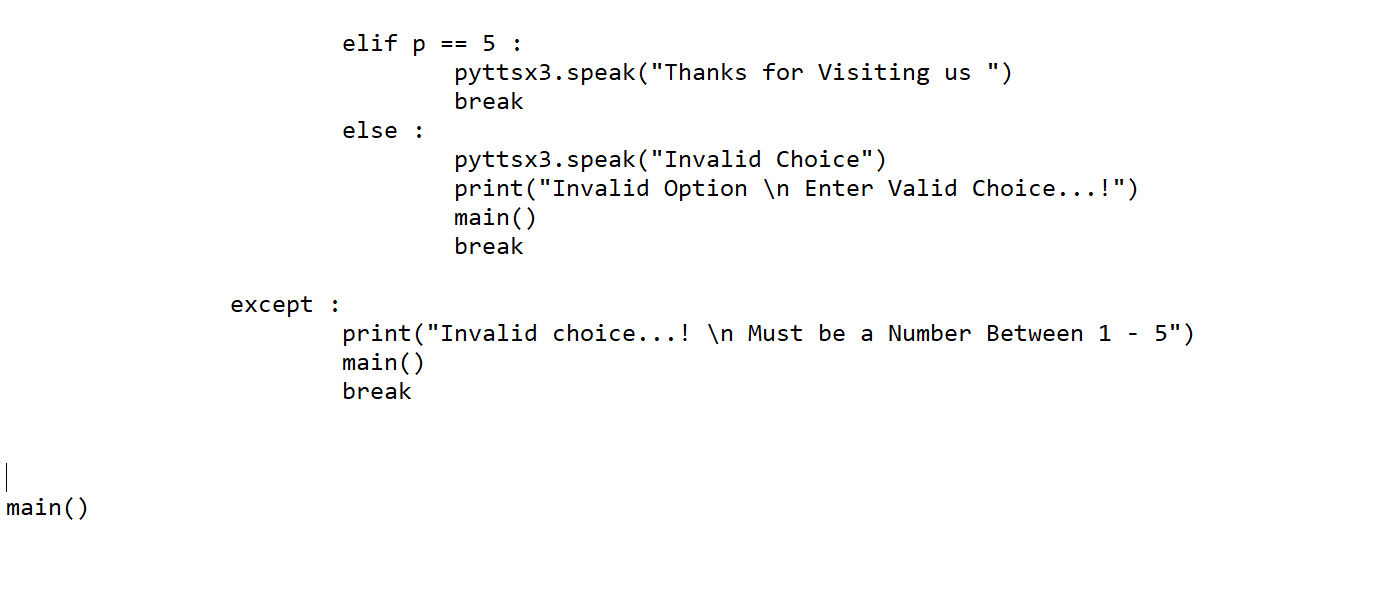 elif p == 5 :
pyttsx3.speak("Thanks for Visiting us ")
break
else :
pyttsx3.speak("Invalid Choice")
print("Invalid Option \n Enter Valid Choice...!")
main()
break
except :
print("Invalid choice...! \n Must be a Number Between 1 - 5")
main()
break
main()